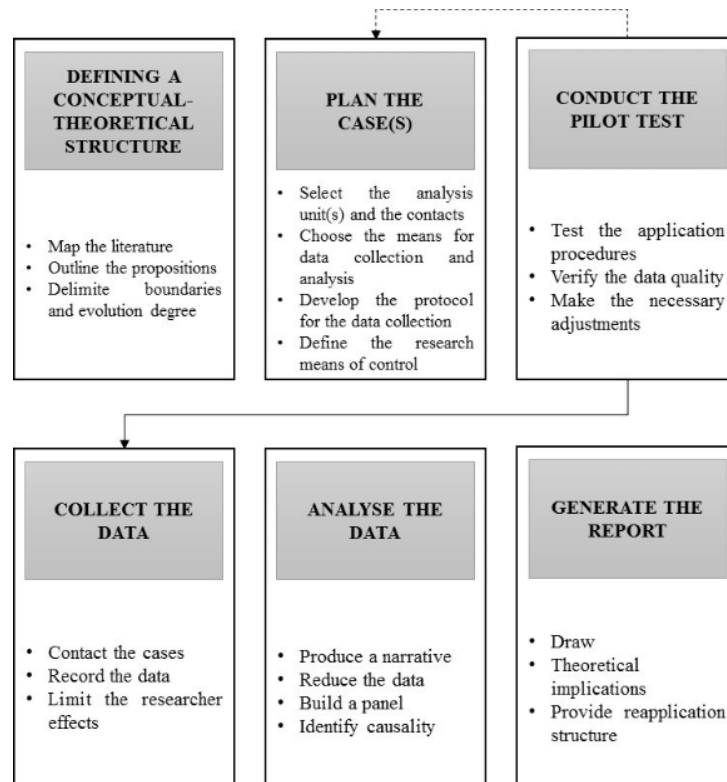 DEFINING A
CONCEPTUAL-
THEORETICAL
STRUCTURE
• Map the literature
• Outline the propositions
• Delimite boundaries
and evolution degree
PLAN THE
CASE(S)
• Select the analysis
unit(s) and the contacts
• Choose the means for
data collection and
analysis
• Develop the protocol
for the data collection
• Define the research
means of control
CONDUCT THE
PILOT TEST
• Test the application
procedures
• Verify the data quality
• Make the necessary
adjustments
COLLECT THE
DATA
• Contact the cases
• Record the data
• Limit the researcher
effects
ANALYSE THE
DATA
• Produce a narrative
• Reduce the data
• Build a panel
• Identify causality
GENERATE THE
REPORT
• Draw
• Theoretical
implications
• Provide reapplication
structure